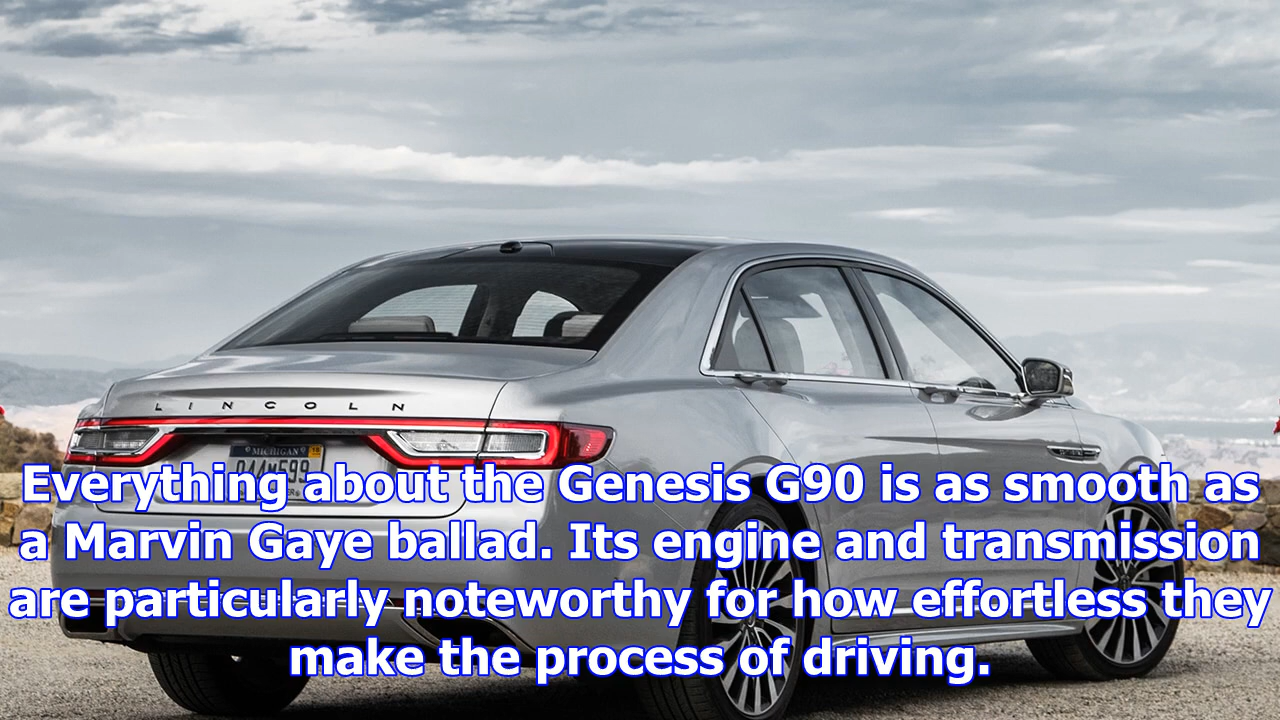 LINCOLN
MICHIGAN
Everything about the Genesis G90 is as smooth as
a Marvin Gaye ballad. Its engine and transmission
are particularly noteworthy for how effortless they
make the process of driving.